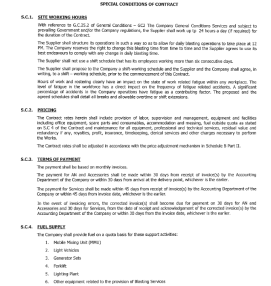 SPECIAL CONDITIONS OF CONTRACT
S.C.1. SITE WORKING HOURS
With reference to G.C.25.2 of General Conditions – GC2 The Company General Conditions Services and subject to
prevailing Government and/or the Company regulations, the Supplier shall work up to 24 hours a day (if required) for
the duration of the Contract.
The Supplier shall structure its operations in such a way so as to allow for daily blasting operations to take place at 12
PM. The Company reserves the right to change this blasting time from time to time and the Supplier agrees to use its
best endeavours to comply with any change in daily blasting time.
The Supplier shall not use a shift schedule that has its employees working more than six consecutive days.
The Supplier shall propose to the Company a shift working schedule and the Supplier and the Company shall agree, in
writing, to a shift - working schedule, prior to the commencement of this Contract.
Hours of work and rostering clearly have an impact on the state of work related fatigue within any workplace. The
level of fatigue in the workforce has a direct impact on the frequency of fatigue related accidents. A significant
percentage of accidents in the Company operations have fatigue as a contributing factor. The proposed and the
agreed schedules shall detail all breaks and allowable overtime or shift extensions.
S.C.2. PRICING
The Contract rates herein shall include provision of labor, supervision and management, equipment and facilities
including office equipment, spare parts and consumables, accommodation and messing, fuel outside quota as stated
on S.C.4 of the Contract and maintenance for all equipment, professional and technical services, residual value and
redundancy if any, royalties, profit, insurance, timekeeping, clerical services and other charges necessary to perform
the Works.
The Contract rates shall be adjusted in accordance with the price adjustment mechanism in Schedule B Part II.
S.C.3. TERMS OF PAYMENT
The payment shall be based on monthly invoices.
The payment for AN and Accessories shall be made within 30 days from receipt of invoice(s) by the Accounting
Department of the Company or within 30 days from arrival at the delivery point, whichever is the earlier.
The payment for Services shall be made within 45 days from receipt of invoice(s) by the Accounting Department of the
Company or within 45 days from invoice date, whichever is the earlier.
In the event of invoicing errors, the corrected invoice(s) shall become due for payment on 30 days for AN and
Accessories and 30 days for Services, from the date of receipt and acknowledgement of the corrected invoice(s) by the
Accounting Department of the Company or within 30 days from the invoice date, whichever is the earlier.
S.C.4. FUEL SUPPLY
The Company shall provide fuel on a quota basis for these support activities:
1. Mobile Mixing Unit (MMU)
2. Light Vehicles
3. Generator Sets
4. Forklift
5. Lighting Plant
6. Other equipment related to the provision of Blasting Services